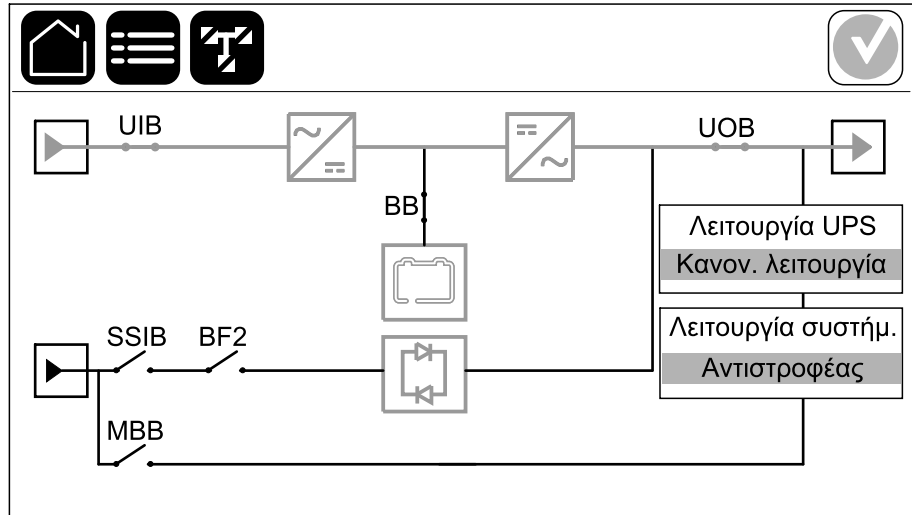 UIB
UOB
BB
Λειτουργία UPS
Κανον. λειτουργία
Λειτουργία συστήμ.
Αντιστροφέας
SSIB BF2
MBB